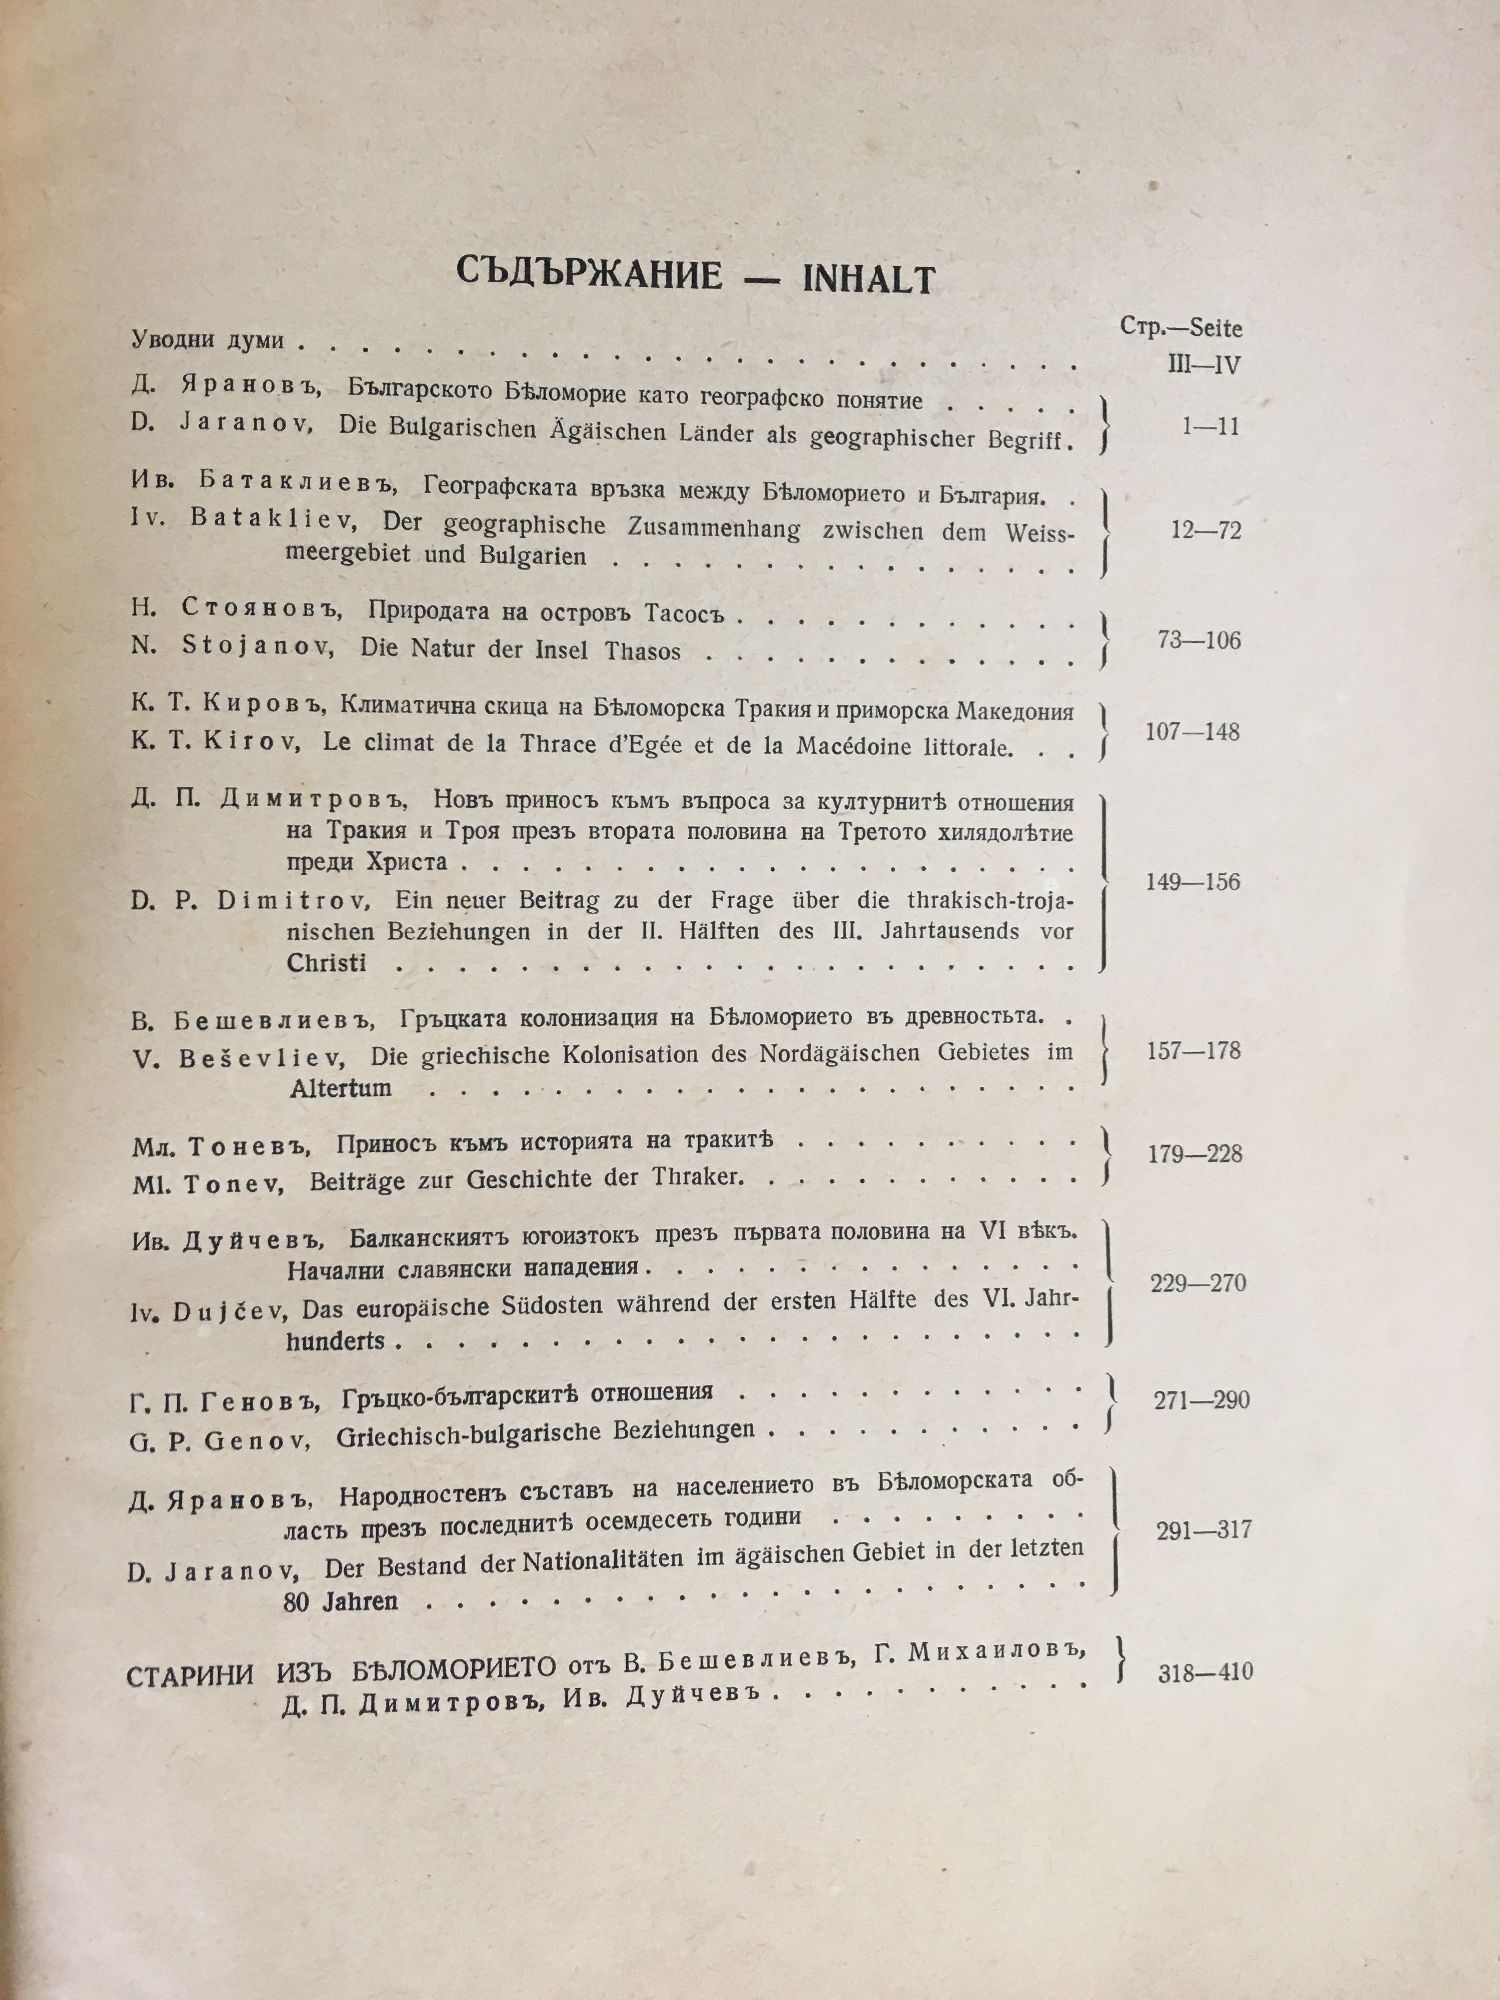 СЪДЪРЖАНИЕ — INHALT
Стр.—Seite
Уводни думи . . . . . . . . . . . . . . . . . . . . . . . . . III—IV
Д.Ярановъ, Българското Бѣломорие като географско понятие . . . . .
D. Jaranov, Die Bulgarischen Ägäischen Länder als geographischer Begriff. 1—11
Ив. Батаклиевъ, Географската връзка между Бѣломорието и България. .
Iv. Batakliev, Der geographische Zusammenhang zwischen dem Weiss- 12—72
meergebiet und Bulgarien . . . . . . . . . . . . . . .
Н. Стояновъ, Природата на островъ Тасосъ . . . . . . . . . . .
N. Stojanov, Die Natur der Insel Thasos . . . . . . . . . . . . 73—106
К. Т. Кировъ, Климатична скица на Бѣломорска Тракия и приморска Македония
K. T. Kirov, Le climat de la Thrace d'Egée et de la Macédoine littorale. . . 107—148
Д. П. Димитровъ, Новъ приносъ къмъ въпроса за културнитѣ отношения
на Тракия и Троя презъ втората половина на Третото хилядолѣтие
преди Христа . . . . . . . . . . . . . . . . . . . .
D. P. Dimitrov, Ein neuer Beitrag zu der Frage über die thrakisch-troja- 149—156
nischen Beziehungen in der II. Hälften des III. Jahrtausends vor
Christi . . . . . . . . . . . . . . . . . . . . . .
В. Бешевлиевъ, Гръцката колонизация на Бѣломорието въ древностьта. .
V. Beševliev, Die griechische Kolonisation des Nordägäischen Gebietes im 157—178
Altertum . . . . . . . . . . . . . . . . . . . . .
Мл. Тоневъ, Приносъ къмъ историята на тракитѣ . . . . . . . . . .
Ml. Tonev, Beiträge zur Geschichte der Thraker. . . . . . . . . . . 179—228
Ив. Дуйчевъ, Балканскиятъ югоизтокъ презъ първата половина на VI вѣкъ.
Начални славянски нападения . . . . . . . . . . . . . . .
Iv. Dujčev, Das europäische Südosten während der ersten Hälfte des VI. Jahr- 229—270
hunderts . . . . . . . . . . . . . . . . . . . . . . .
Г. П. Геновъ, Гръцко-българскитѣ отношения . . . . . . . . . . . .
G. P. Genov, Griechisch-bulgarische Beziehungen . . . . . . . . . . . 271—290
Д. Ярановъ, Народностенъ съставъ на населението въ Бѣломорската об-
ласть презъ последнитѣ осемдесеть години . . . . . . . . .
D. Jaranov, Der Bestand der Nationalitäten im ägäischen Gebiet in der letzten 291—317
80 Jahren . . . . . . . . . . . . . . . . . . . . . .
СТАРИНИ ИЗЪ БѢЛОМОРИЕТО отъ В. Бешевлиевъ, Г. Михаиловъ,
Д. П. Димитровъ, Ив. Дуйчевъ . . . . . . . . . . . 318—410